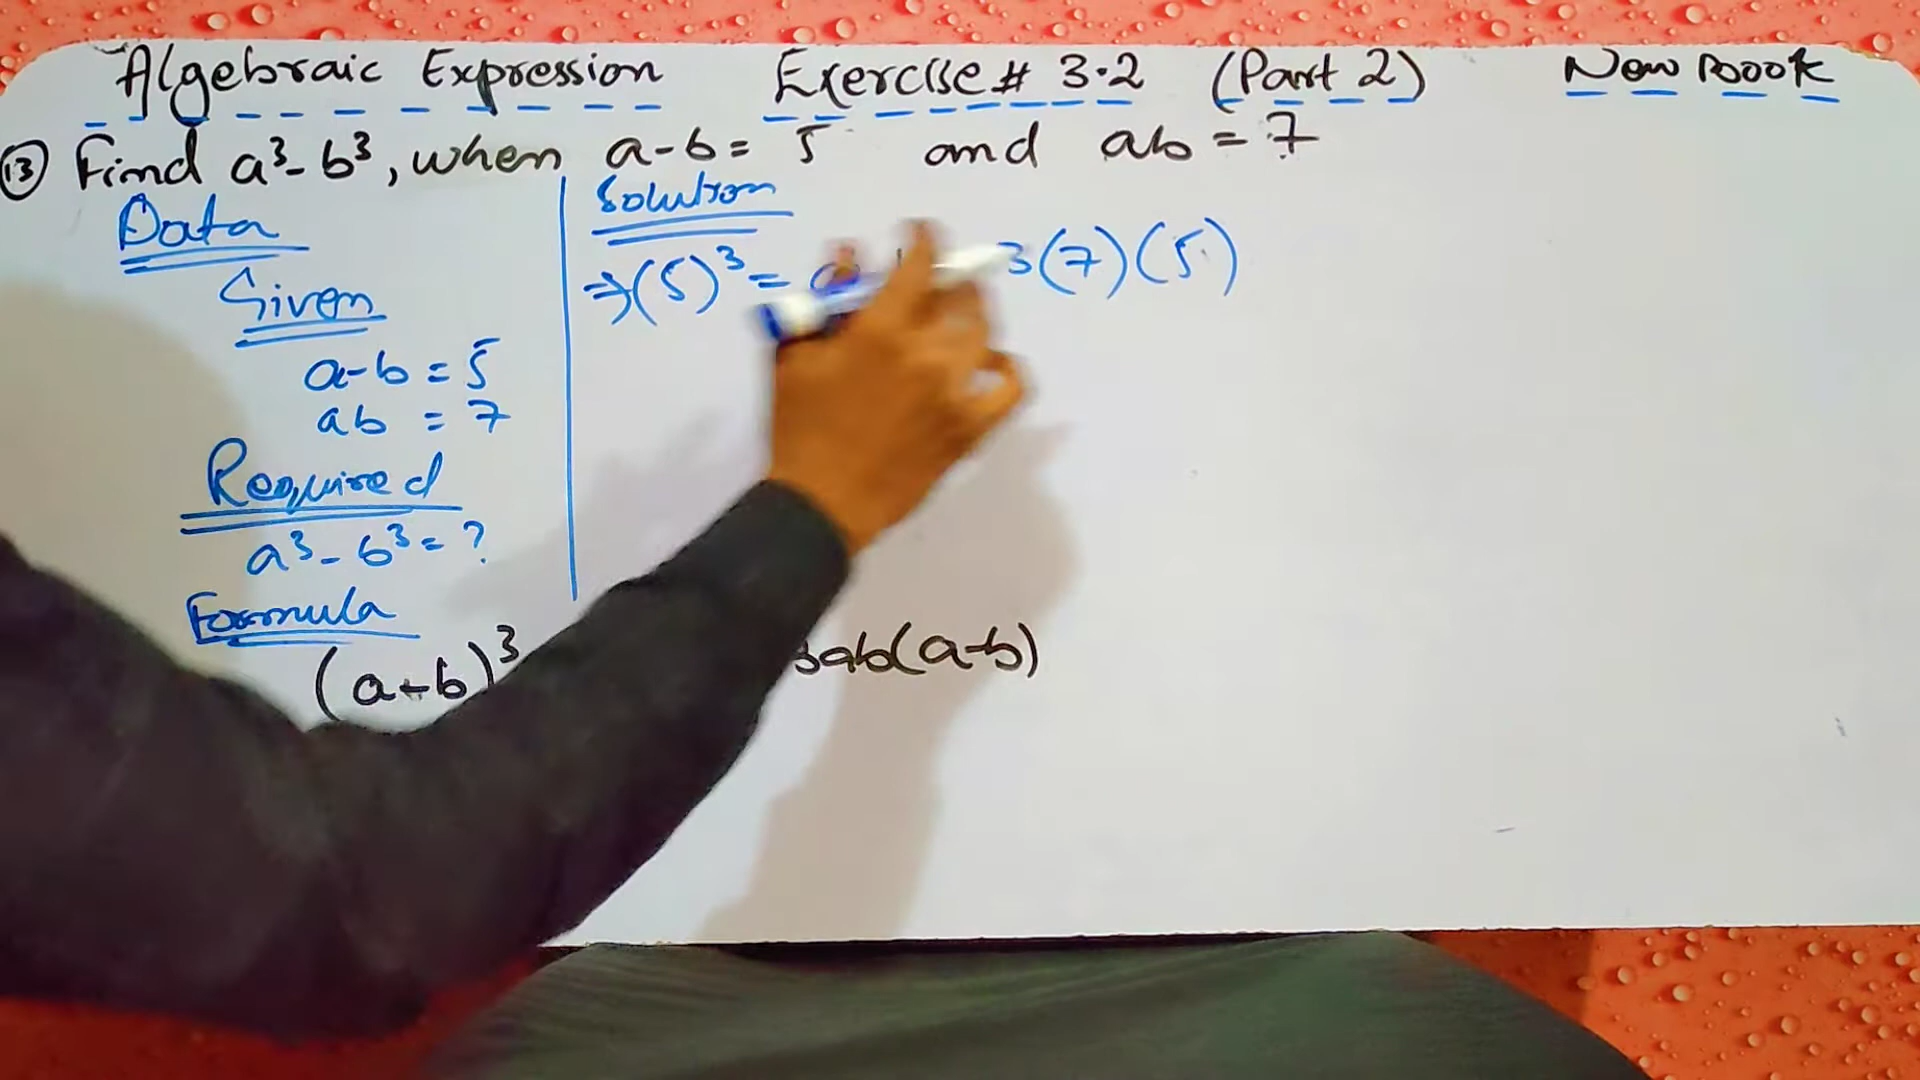 Algebraic Expression Exercise # 3.2 (Part 2) New Book
(13) Find a³-b³, when a-b= 5 and ab = 7
Data
Given
a-b = 5
ab = 7
Required
a³-b³= ?
Formula
(a-b)³ 3ab(a-b)
Solution
⇒(5)³ = 3(7)(5)